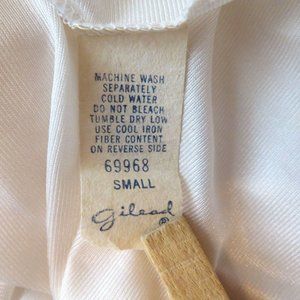 MACHINE WASH
SEPARATELY
COLD WATER
DO NOT BLEACH
TUMBLE DRY LOW
USE COOL IRON
FIBER CONTENT
ON REVERSE SIDE
69968
SMALL
Gilead ®